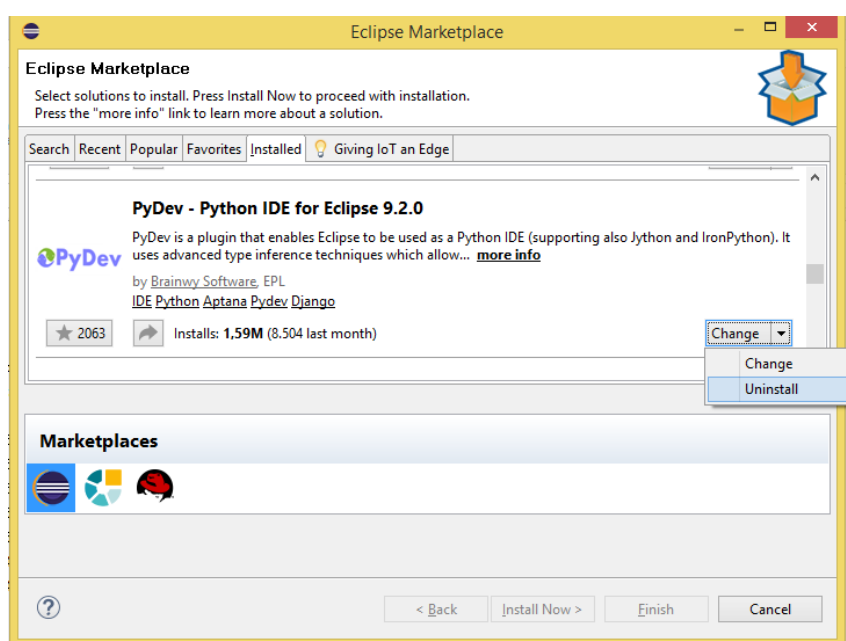 Eclipse Marketplace
Eclipse Marketplace
Select solutions to install. Press Install Now to proceed with installation.
Press the "more info" link to learn more about a solution.
Search Recent Popular Favorites Installed Giving IoT an Edge
PyDev - Python IDE for Eclipse 9.2.0
PyDev is a plugin that enables Eclipse to be used as a Python IDE (supporting also Jython and IronPython). It
PyDev uses advanced type inference techniques which allow... more info
by Brainwy Software, EPL
IDE Python Aptana Pydev Django
2063 Installs: 1,59M (8.504 last month) Change
Change
Uninstall
Marketplaces
? < Back Install Now > Finish Cancel